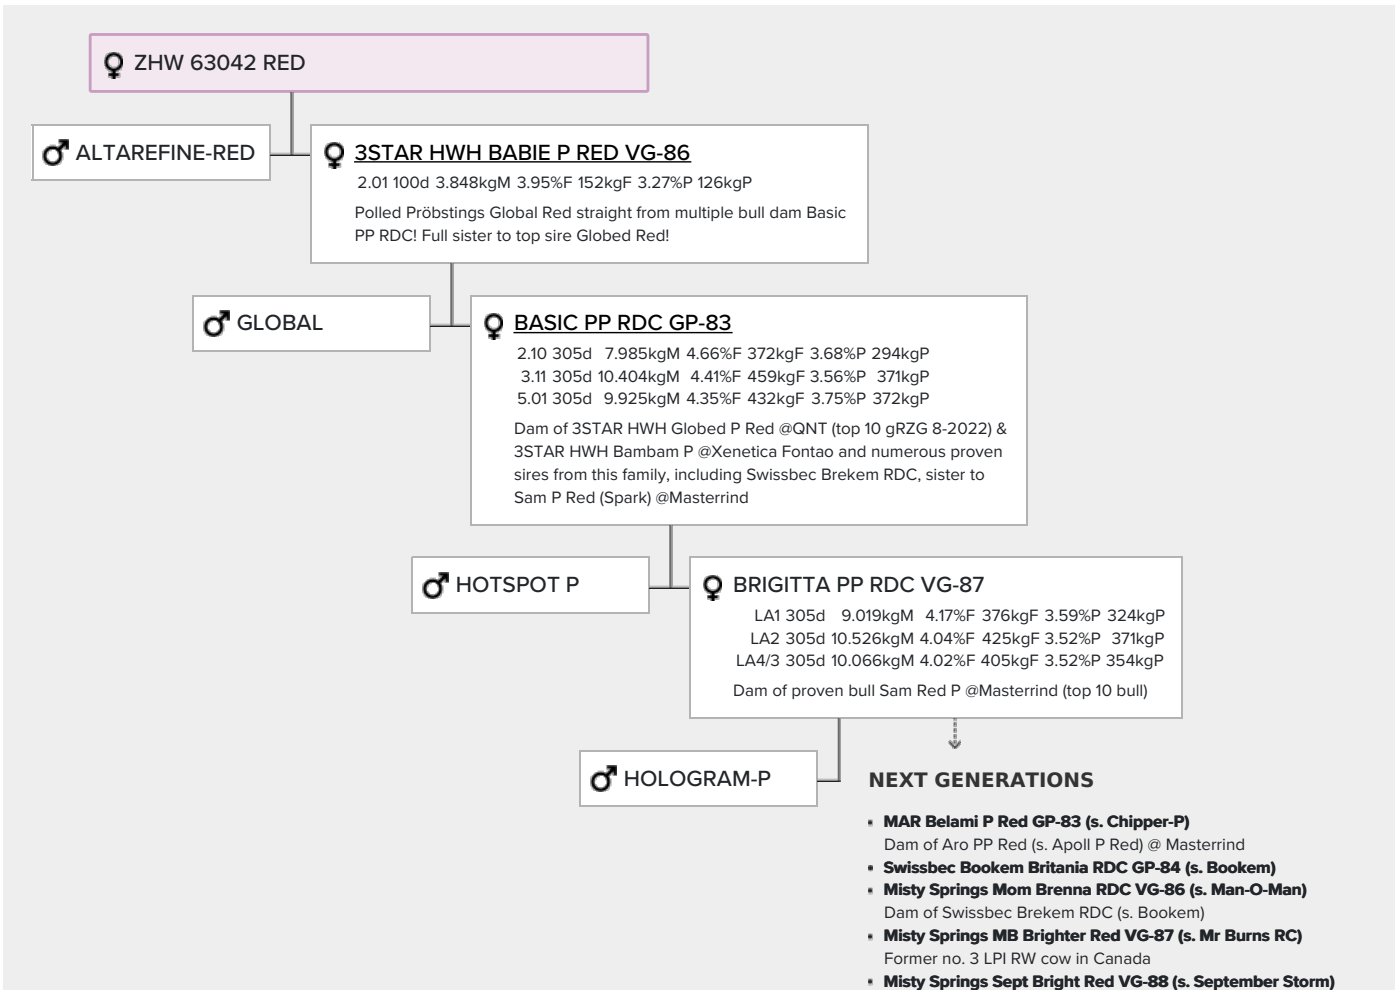 ZHW 63042 RED
ALTAREFINE-RED
3STAR HWH BABIE P RED VG-86
2.01 100d 3.848kgM 3.95%F 152kgF 3.27%P 126kgP
Polled Pröbstings Global Red straight from multiple bull dam Basic
PP RDC! Full sister to top sire Globed Red!
GLOBAL
BASIC PP RDC GP-83
2.10 305d 7.985kgM 4.66%F 372kgF 3.68%P 294kgP
3.11 305d 10.404kgM 4.41%F 459kgF 3.56%P 371kgP
5.01 305d 9.925kgM 4.35%F 432kgF 3.75%P 372kgP
Dam of 3STAR HWH Globed P Red @QNT (top 10 gRZG 8-2022) &
3STAR HWH Bambam P @Xenetica Fontao and numerous proven
sires from this family, including Swissbec Brekem RDC, sister to
Sam P Red (Spark) @Masterrind
HOTSPOT P
BRIGITTA PP RDC VG-87
LA1 305d 9.019kgM 4.17%F 376kgF 3.59%P 324kgP
LA2 305d 10.526kgM 4.04%F 425kgF 3.52%P 371kgP
LA4/3 305d 10.066kgM 4.02%F 405kgF 3.52%P 354kgP
Dam of proven bull Sam Red P @Masterrind (top 10 bull)
HOLOGRAM-P
NEXT GENERATIONS
MAR Belami P Red GP-83 (s. Chipper-P)
Dam of Aro PP Red (s. Apoll P Red) @ Masterrind
Swissbec Bookem Britania RDC GP-84 (s. Bookem)
Misty Springs Mom Brenna RDC VG-86 (s. Man-O-Man)
Dam of Swissbec Brekem RDC (s. Bookem)
Misty Springs MB Brighter Red VG-87 (s. Mr Burns RC)
Former no. 3 LPI RW cow in Canada
Misty Springs Sept Bright Red VG-88 (s. September Storm)